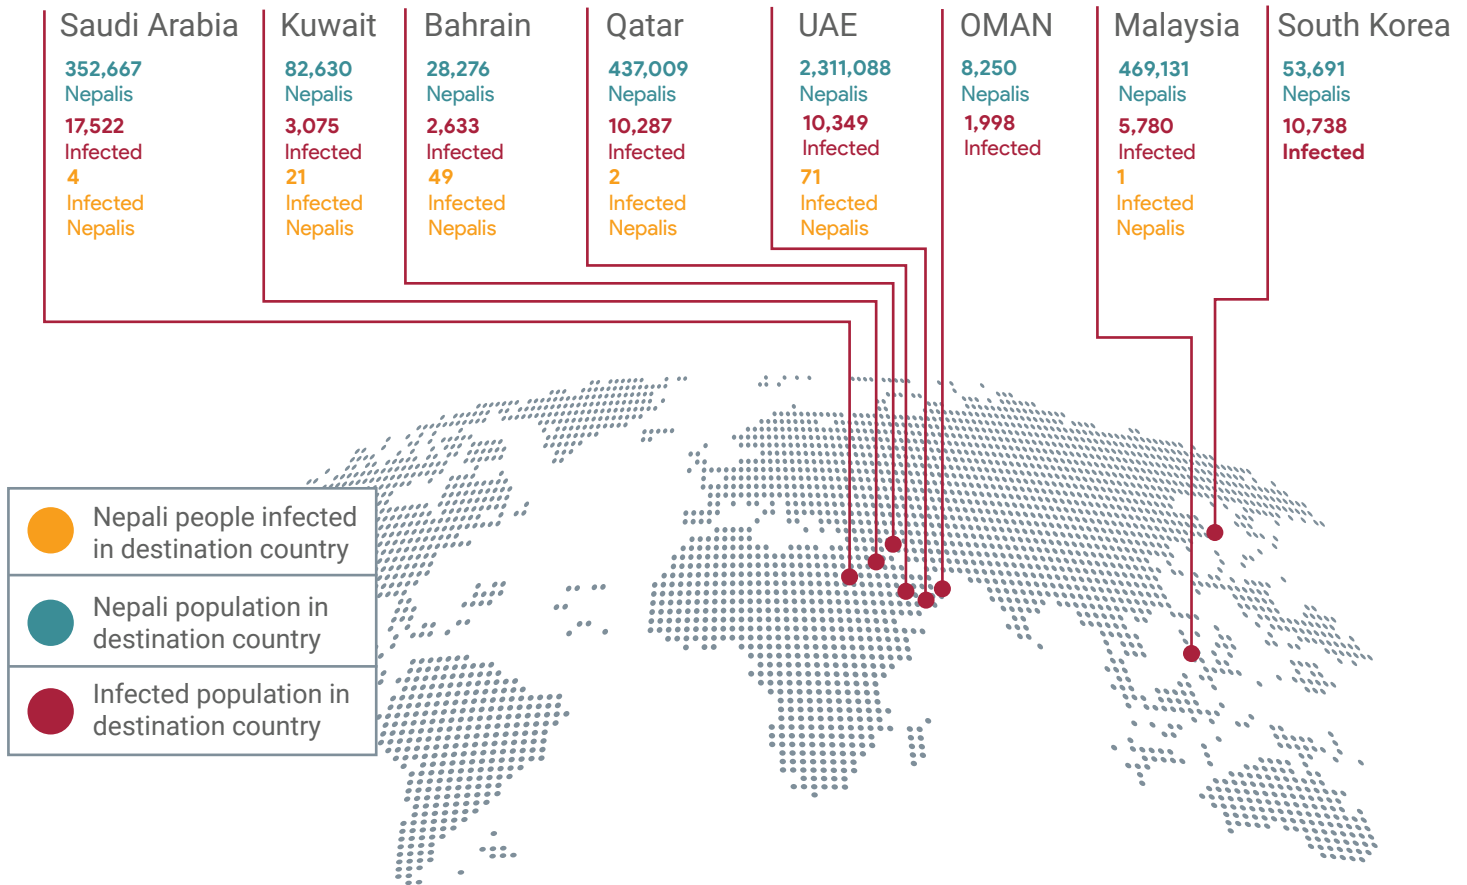 Saudi Arabia
352,667
Nepalis
17,522
Infected
4
Infected
Nepalis
Kuwait
82,630
Nepalis
3,075
Infected
21
Infected
Nepalis
Bahrain
28,276
Nepalis
2,633
Infected
49
Infected
Nepalis
Qatar
437,009
Nepalis
10,287
Infected
2
Infected
Nepalis
UAE
2,311,088
Nepalis
10,349
Infected
71
Infected
Nepalis
OMAN
8,250
Nepalis
1,998
Infected
Malaysia
469,131
Nepalis
5,780
Infected
1
Infected
Nepalis
South Korea
53,691
Nepalis
10,738
Infected
Nepali people infected
in destination country
Nepali population in
destination country
Infected population in
destination country